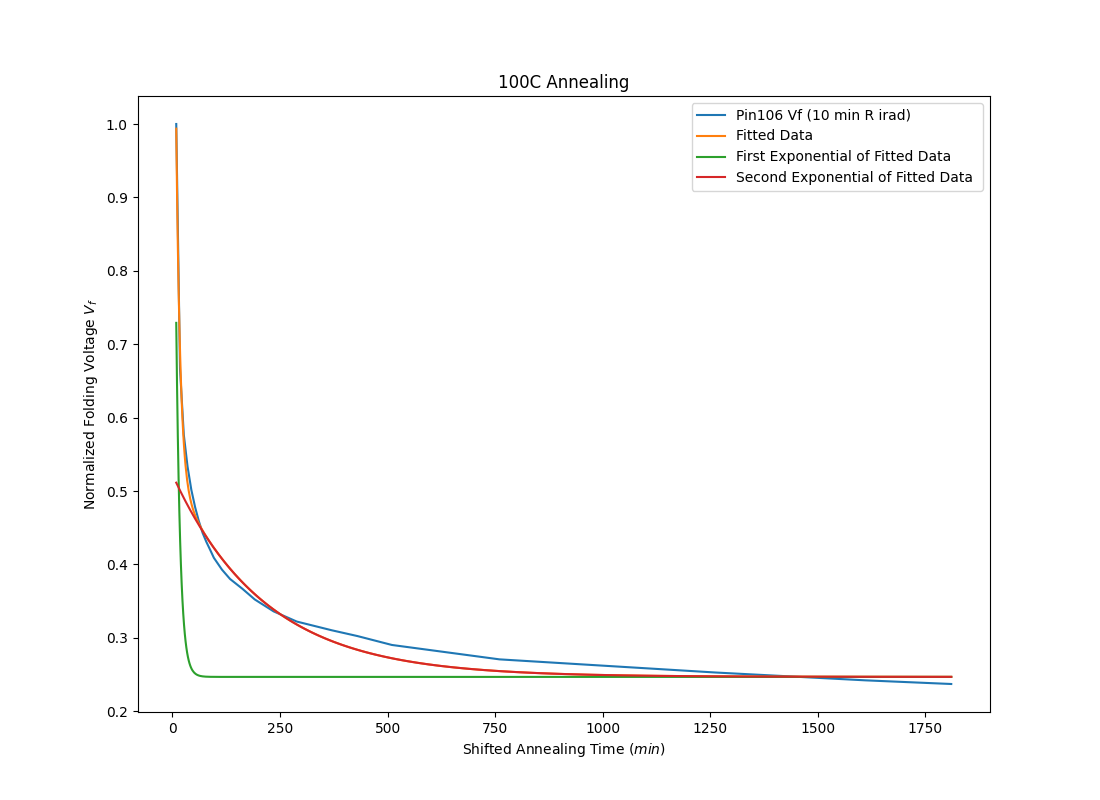 100C Annealing
Pin106 Vf (10 min R irad)
Fitted Data
First Exponential of Fitted Data
Second Exponential of Fitted Data
Normalized Folding Voltage V_f
1.0
0.9
0.8
0.7
0.6
0.5
0.4
0.3
0.2
0 250 500 750 1000 1250 1500 1750
Shifted Annealing Time (min)